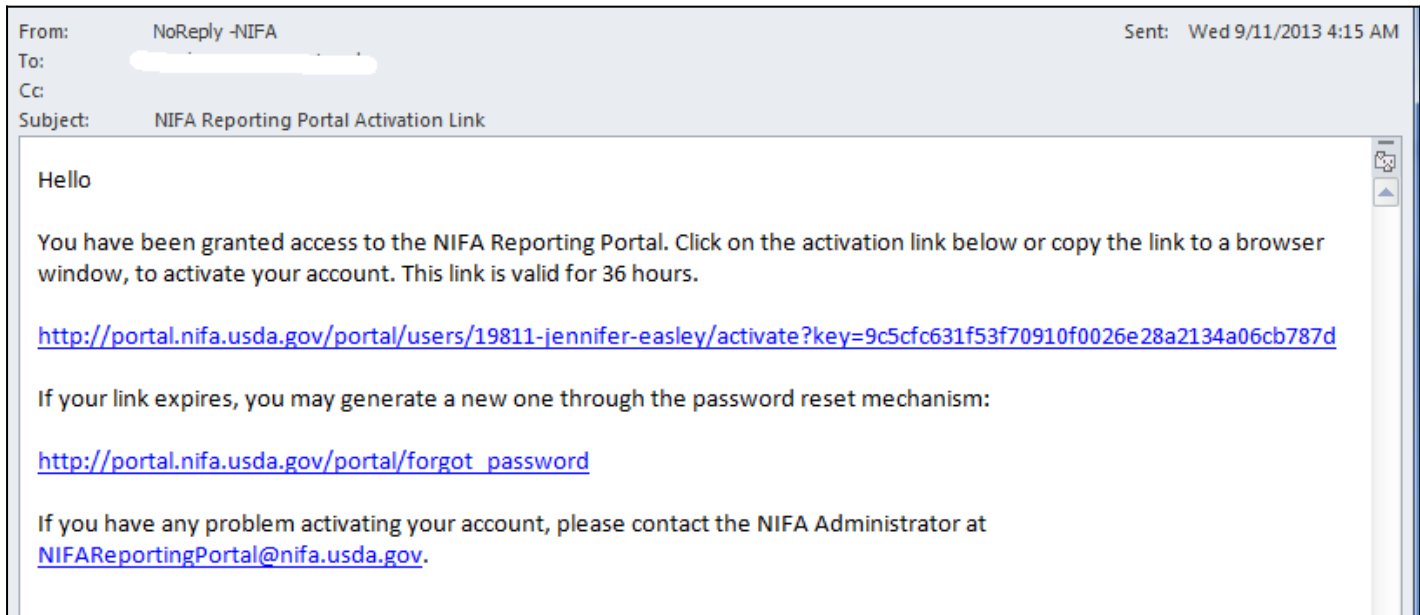 From: NoReply -NIFA Sent: Wed 9/11/2013 4:15 AM
To:
Cc:
Subject: NIFA Reporting Portal Activation Link
Hello
You have been granted access to the NIFA Reporting Portal. Click on the activation link below or copy the link to a browser
window, to activate your account. This link is valid for 36 hours.
http://portal.nifa.usda.gov/portal/users/19811-jennifer-easley/activate?key=9c5cfc631f53f70910f0026e28a2134a06cb787d
If your link expires, you may generate a new one through the password reset mechanism:
http://portal.nifa.usda.gov/portal/forgot_password
If you have any problem activating your account, please contact the NIFA Administrator at
NIFAReportingPortal@nifa.usda.gov.